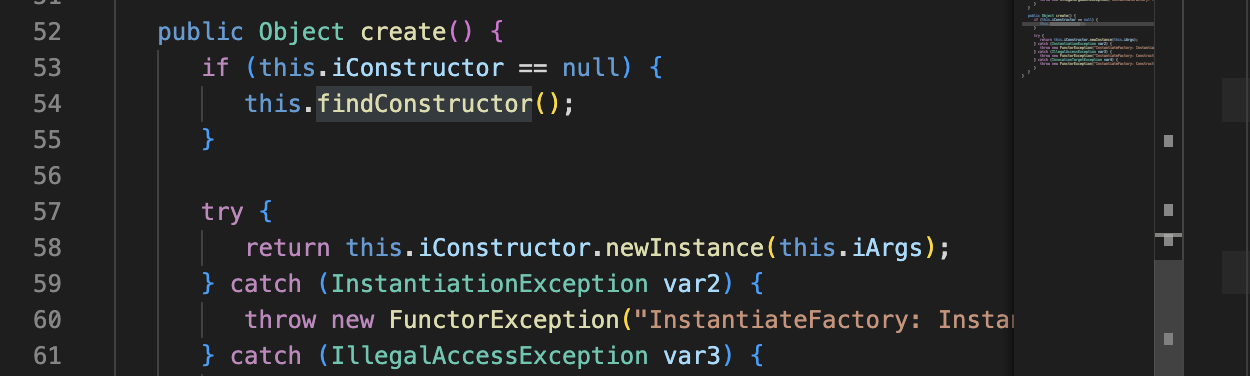 52 public Object create() {
53 if (this.iConstructor == null) {
54 this.findConstructor();
55 }
56
57 try {
58 return this.iConstructor.newInstance(this.iArgs);
59 } catch (InstantiationException var2) {
60 throw new FunctorException("InstantiateFactory: Instan
61 } catch (IllegalAccessException var3) {